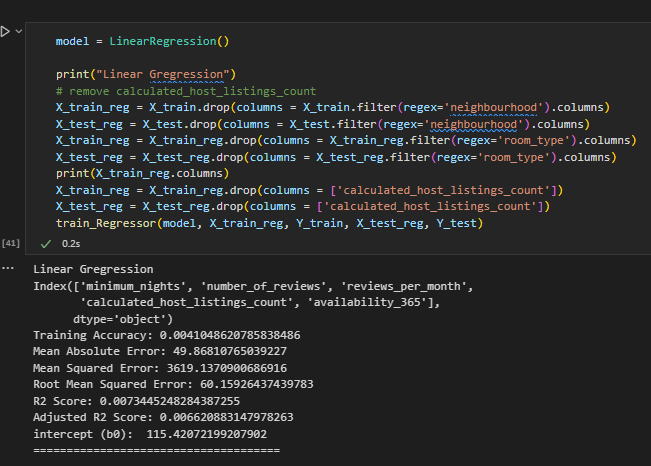 model = LinearRegression()
print("Linear Gregression")
# remove calculated_host_listings_count
X_train_reg = X_train.drop(columns = X_train.filter(regex='neighbourhood').columns)
X_test_reg = X_test.drop(columns = X_test.filter(regex='neighbourhood').columns)
X_train_reg = X_train_reg.drop(columns = X_train_reg.filter(regex='room_type').columns)
X_test_reg = X_test_reg.drop(columns = X_test_reg.filter(regex='room_type').columns)
print(X_train_reg.columns)
X_train_reg = X_train_reg.drop(columns = ['calculated_host_listings_count'])
X_test_reg = X_test_reg.drop(columns = ['calculated_host_listings_count'])
train_Regressor(model, X_train_reg, Y_train, X_test_reg, Y_test)
[41] 0.2s
Linear Gregression
Index(['minimum_nights', 'number_of_reviews', 'reviews_per_month',
'calculated_host_listings_count', 'availability_365'],
dtype='object')
Training Accuracy: 0.0041048620785838486
Mean Absolute Error: 49.86810765039227
Mean Squared Error: 3619.1370900686916
Root Mean Squared Error: 60.15926437439783
R2 Score: 0.0073445248284387255
Adjusted R2 Score: 0.006620883147978263
intercept (b0):  115.42072199207902
=====================================